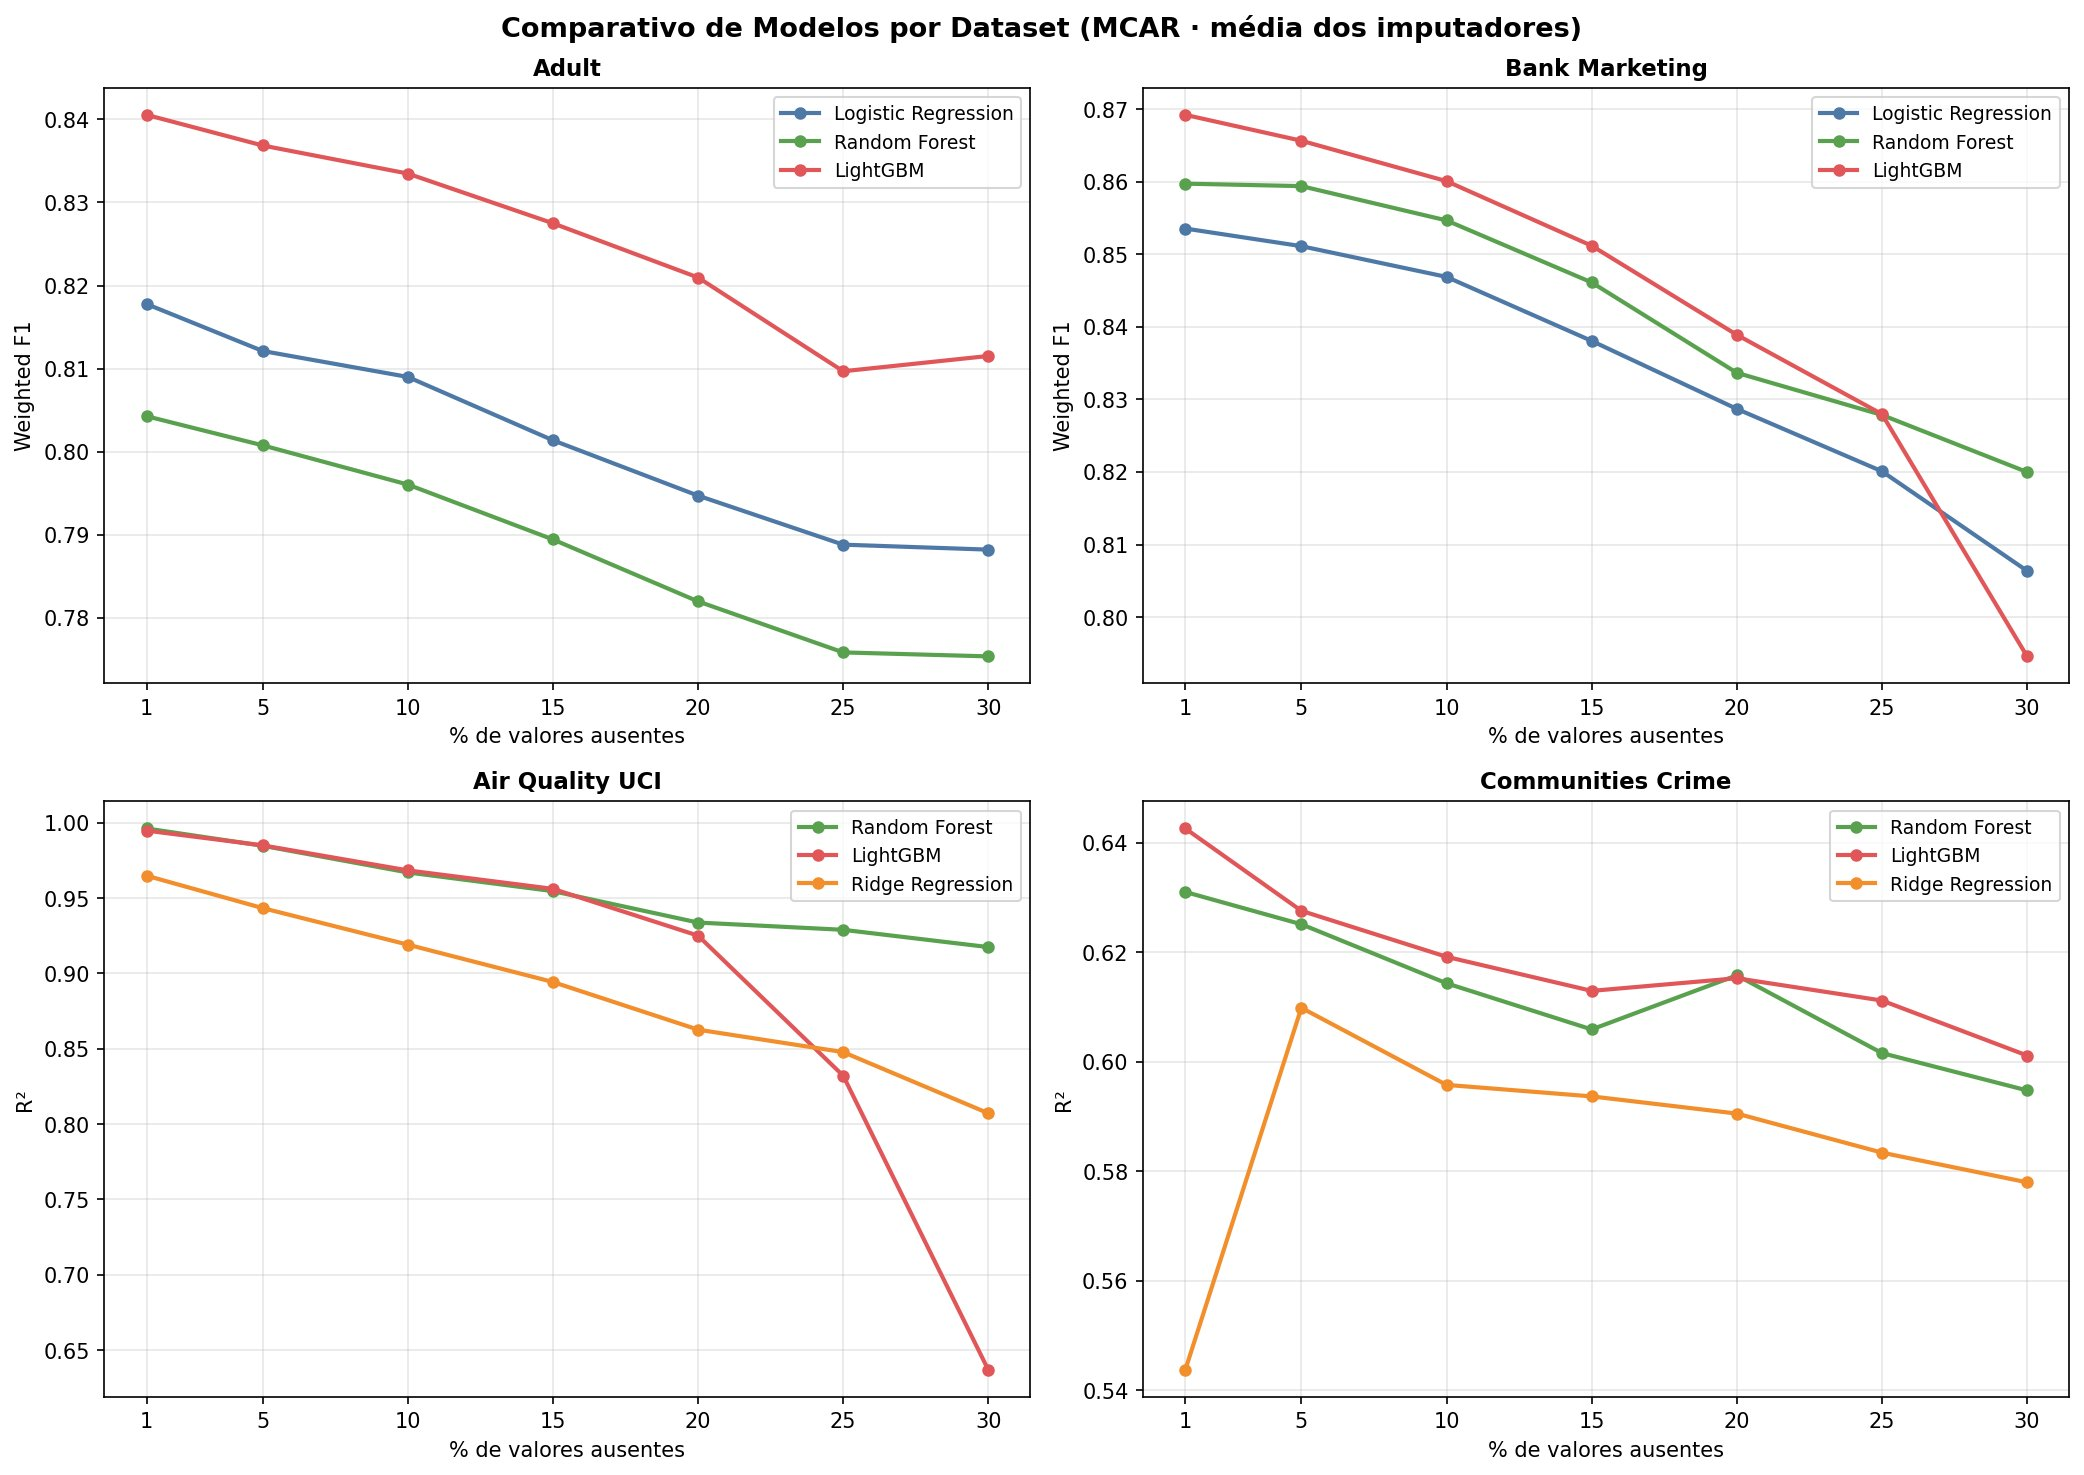 Comparativo de Modelos por Dataset (MCAR · média dos imputadores)
Adult
Weighted F1
0.84
0.83
0.82
0.81
0.80
0.79
0.78
Logistic Regression
Random Forest
LightGBM
1 5 10 15 20 25 30
% de valores ausentes
Bank Marketing
Weighted F1
0.87
0.86
0.85
0.84
0.83
0.82
0.81
0.80
Logistic Regression
Random Forest
LightGBM
1 5 10 15 20 25 30
% de valores ausentes
Air Quality UCI
R²
1.00
0.95
0.90
0.85
0.80
0.75
0.70
0.65
Random Forest
LightGBM
Ridge Regression
1 5 10 15 20 25 30
% de valores ausentes
Communities Crime
R²
0.64
0.62
0.60
0.58
0.56
0.54
Random Forest
LightGBM
Ridge Regression
1 5 10 15 20 25 30
% de valores ausentes